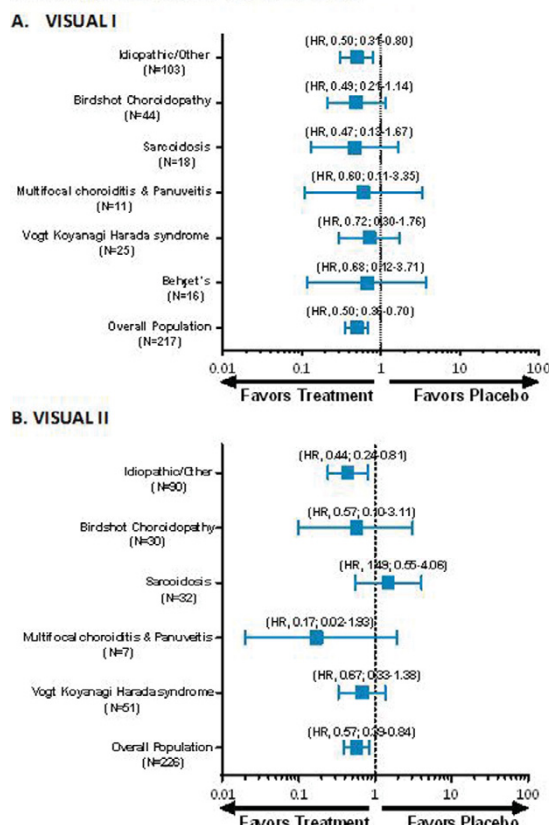 A. VISUAL I
(HR, 0.50; 0.31-0.80)
Idiopathic/Other
(N=103)
(HR, 0.49; 0.21-1.14)
Birdshot Choroidopathy
(N=44)
(HR, 0.47; 0.13-1.67)
Sarcoidosis
(N=18)
(HR, 0.60; 0.11-3.35)
Multifocal choroiditis & Panuveitis
(N=11)
(HR, 0.72; 0.30-1.76)
Vogt Koyanagi Harada syndrome
(N=25)
(HR, 0.68; 0.12-3.71)
Behçet's
(N=16)
(HR, 0.50; 0.36-0.70)
Overall Population
(N=217)
0.01 0.1 1 10 100
Favors Treatment Favors Placebo
B. VISUAL II
(HR, 0.44; 0.24-0.81)
Idiopathic/Other
(N=90)
(HR, 0.57; 0.10-3.11)
Birdshot Choroidopathy
(N=30)
(HR, 1.49; 0.55-4.06)
Sarcoidosis
(N=32)
(HR, 0.17; 0.02-1.93)
Multifocal choroiditis & Panuveitis
(N=7)
(HR, 0.67; 0.33-1.38)
Vogt Koyanagi Harada syndrome
(N=51)
(HR, 0.57; 0.39-0.84)
Overall Population
(N=226)
0.01 0.1 1 10 100
Favors Treatment Favors Placebo